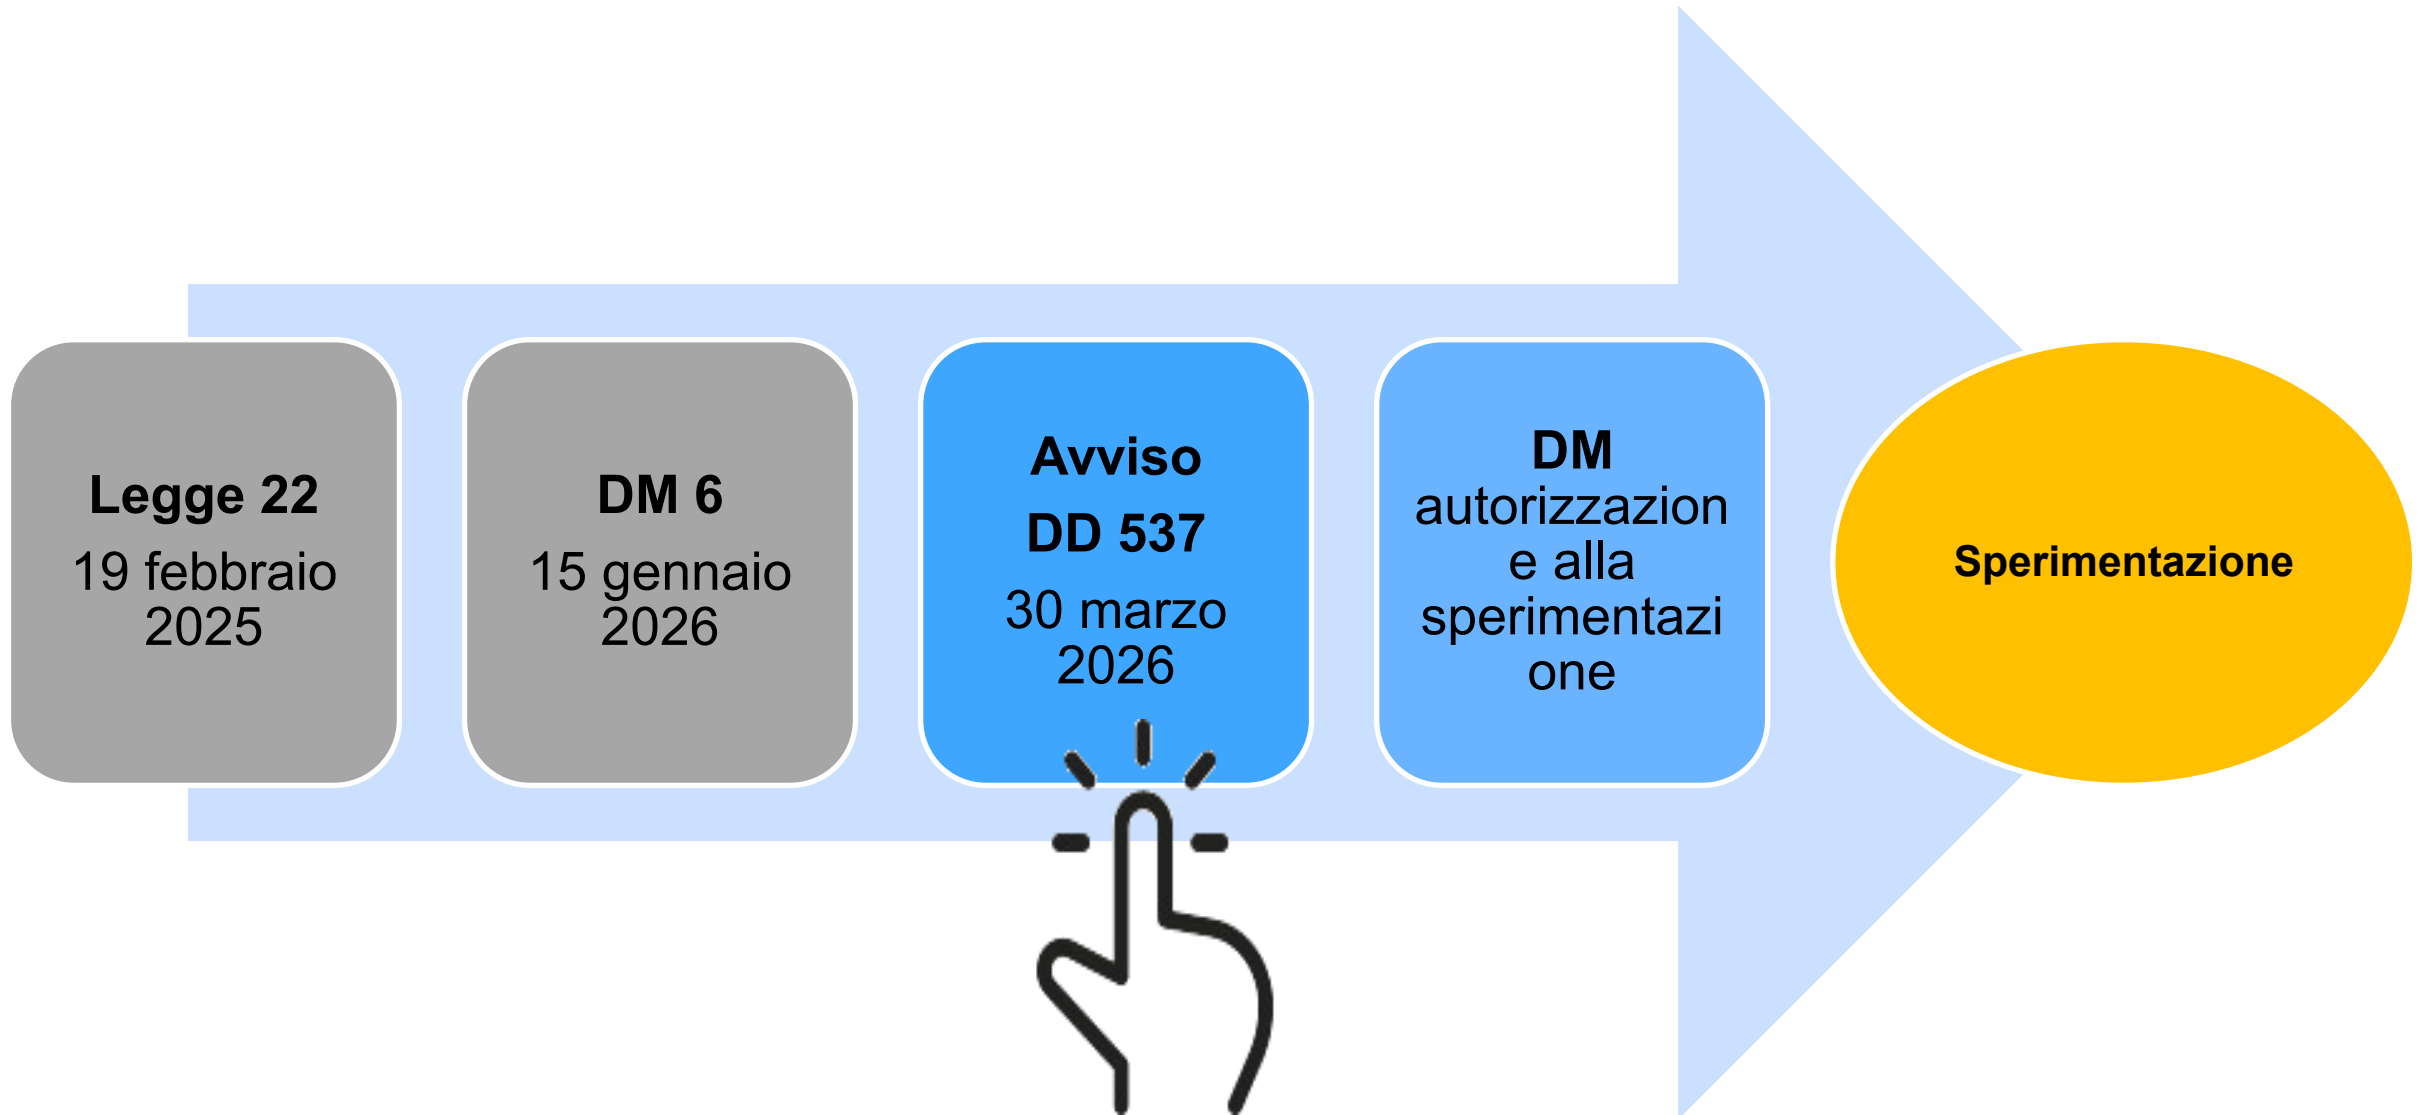 Legge 22
19 febbraio
2025
DM 6
15 gennaio
2026
Avviso
DD 537
30 marzo
2026
DM
autorizzazion
e alla
sperimentazi
one
Sperimentazione